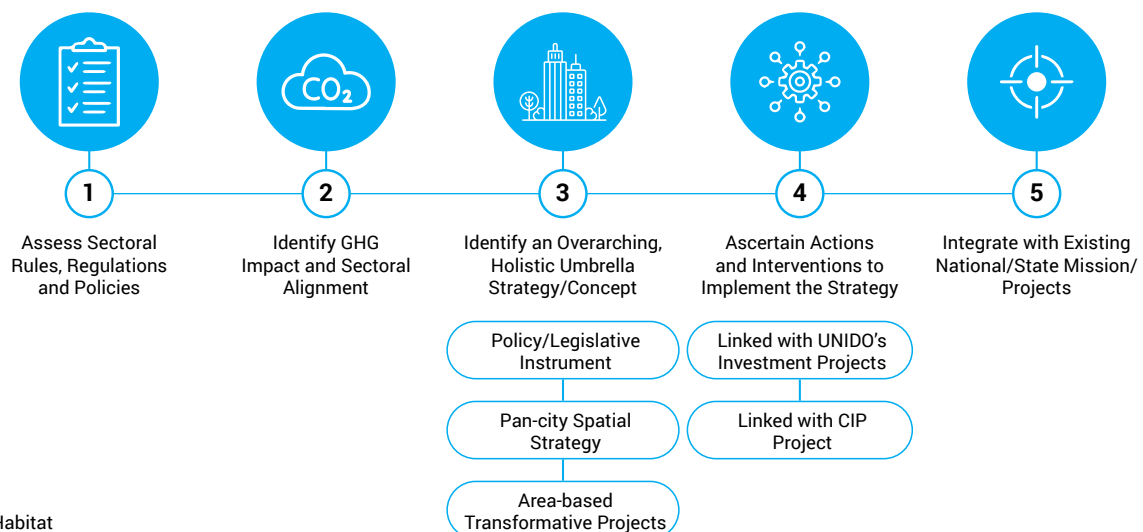 CO₂
1
2
3
4
5
Assess Sectoral
Rules, Regulations
and Policies
Identify GHG
Impact and Sectoral
Alignment
Identify an Overarching,
Holistic Umbrella
Strategy/Concept
Ascertain Actions
and Interventions to
Implement the Strategy
Integrate with Existing
National/State Mission/
Projects
Policy/Legislative
Instrument
Pan-city Spatial
Strategy
Area-based
Transformative Projects
Linked with UNIDO’s
Investment Projects
Linked with CIP
Project